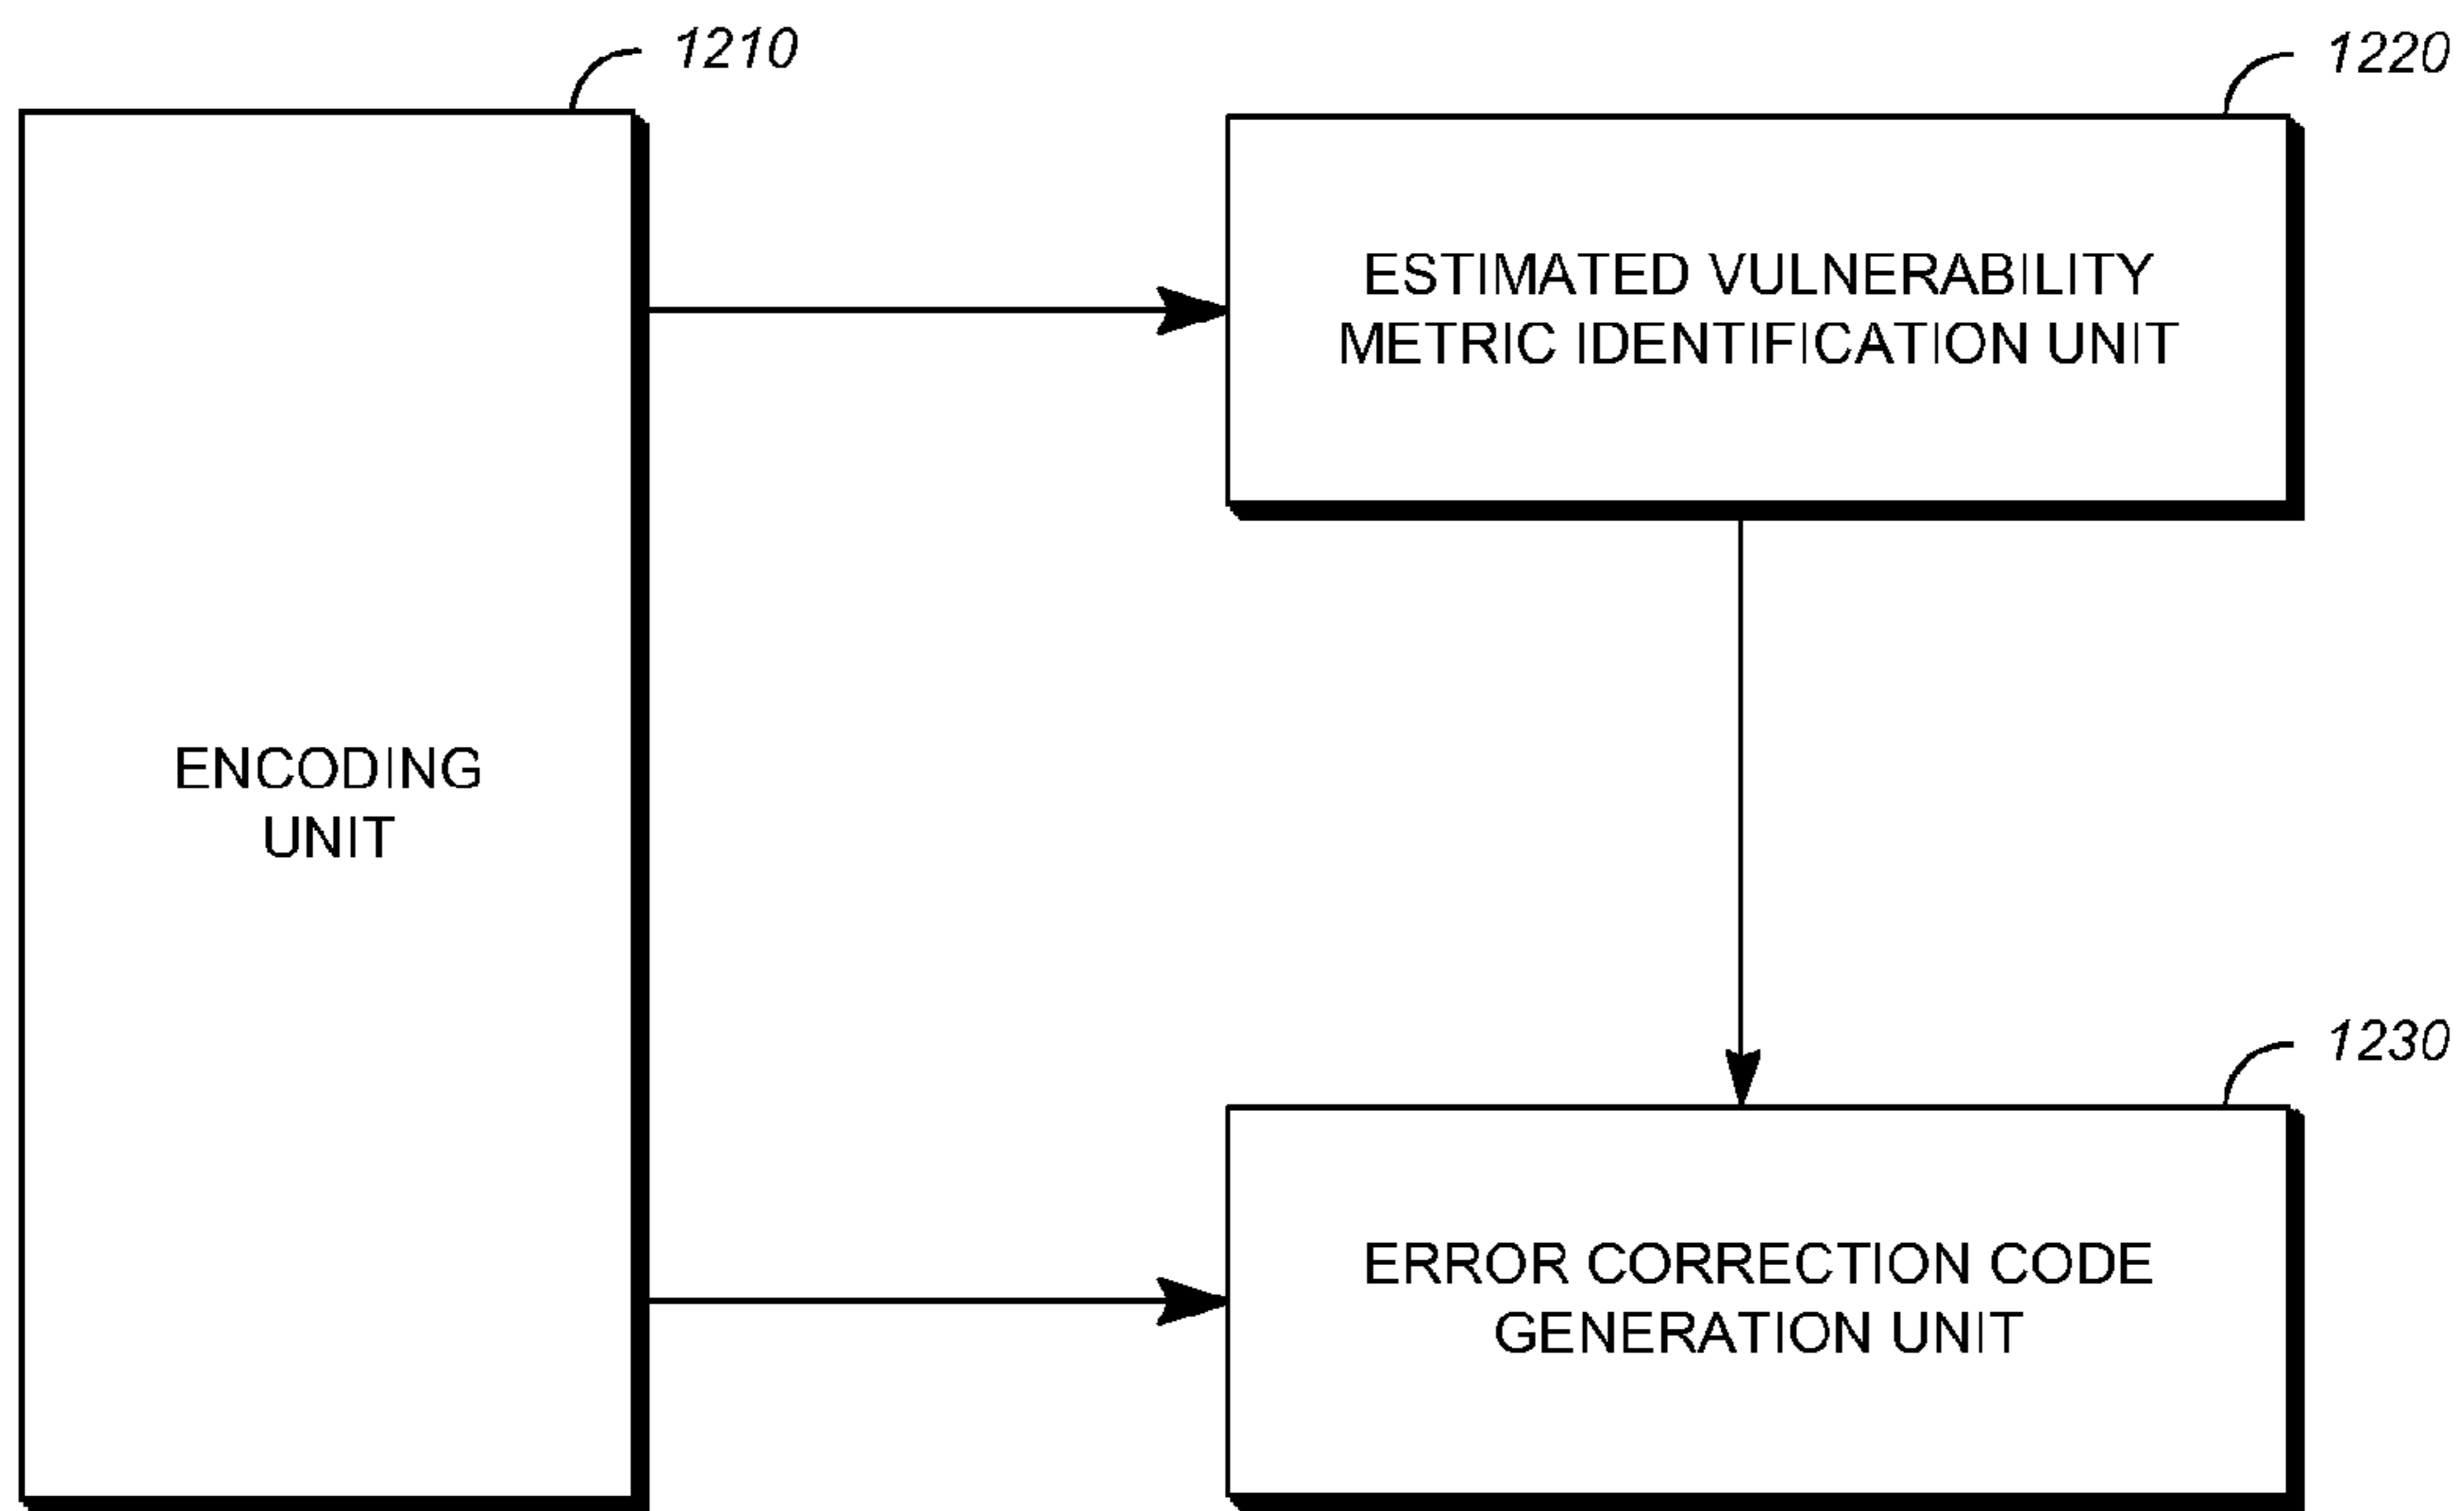 1210
1220
ESTIMATED VULNERABILITY
METRIC IDENTIFICATION UNIT
ENCODING
UNIT
1230
ERROR CORRECTION CODE
GENERATION UNIT